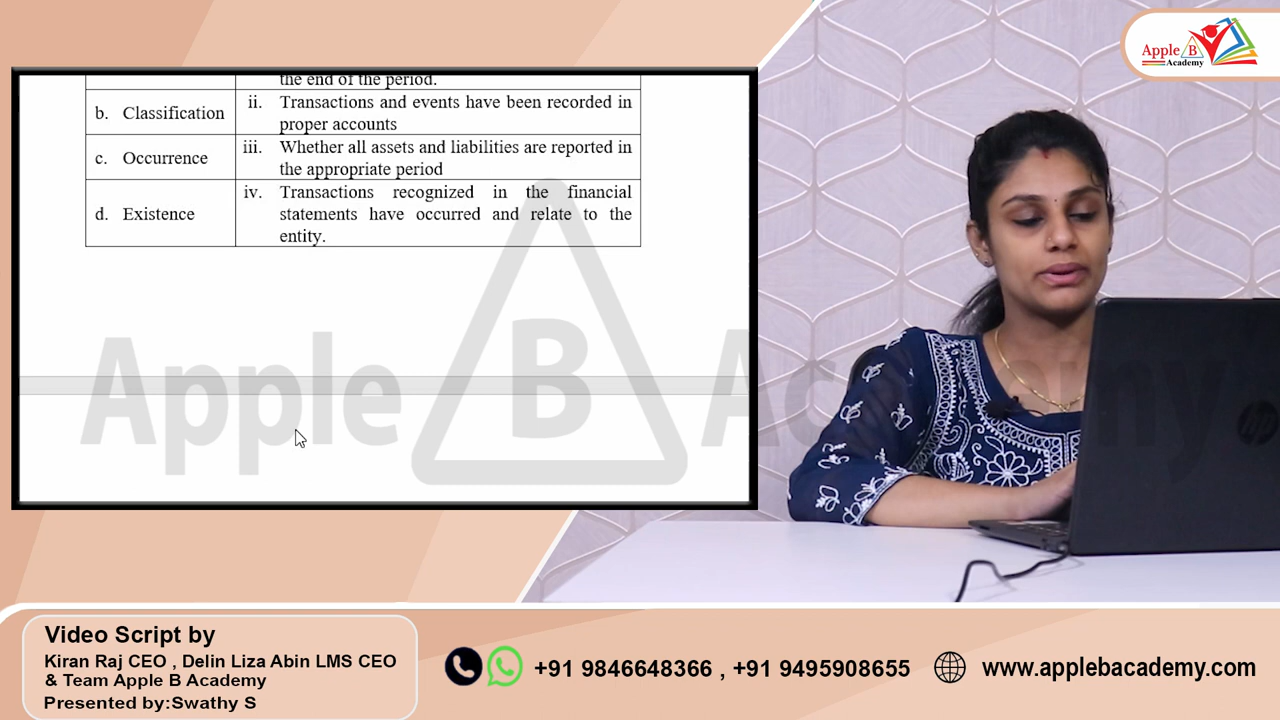 Apple B
Academy
the end of the period.
b. Classification
ii. Transactions and events have been recorded in
proper accounts
c. Occurrence
iii. Whether all assets and liabilities are reported in
the appropriate period
d. Existence
iv. Transactions recognized in the financial
statements have occurred and relate to the
entity.
Apple B Academy
hp
Video Script by
Kiran Raj CEO , Delin Liza Abin LMS CEO
& Team Apple B Academy
Presented by:Swathy S
+91 9846648366 , +91 9495908655
www.applebacademy.com